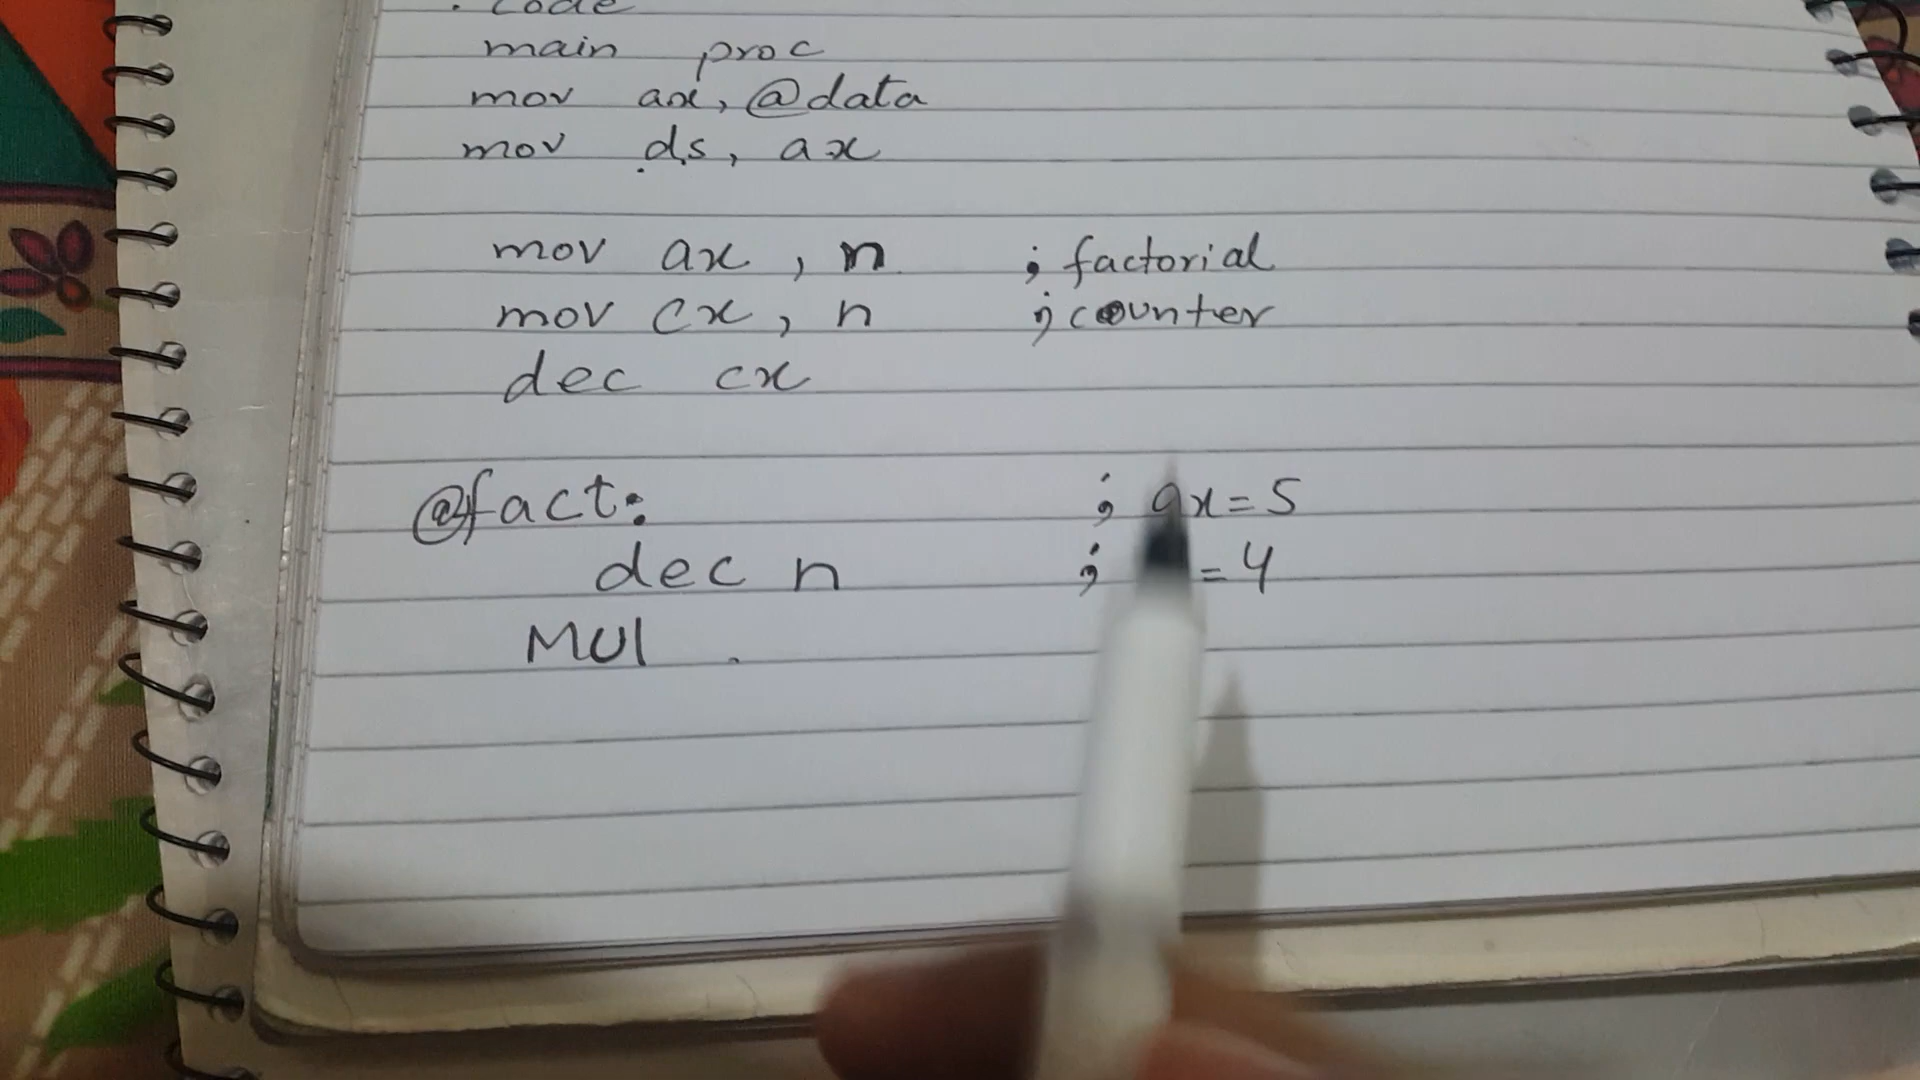 . code
main proc
mov ax, @data
mov ds, ax
mov ax, n ; factorial
mov cx, n ; counter
dec cx
@fact: ; ax = 5
dec n ; = 4
MUl